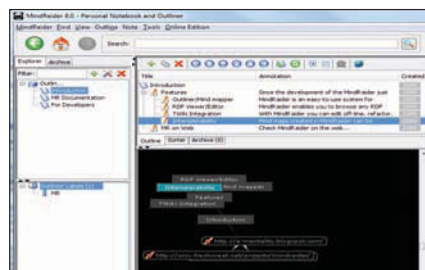 MindRaider 8.0 - Personal Notebook and Outliner
MindRaider Find View Outline Note Tools Online Edition
Search:
Explorer Archive
Filter:
Outlin...
Introduction
MR Documentation
For Developers
Outline Labels
MR
Title Annotation Created
Introduction
Features Since the development of the MindRaider just
Outliner/Mind mapper MindRaider is an easy-to-use system for
RDF Viewer/Editor MindRaider enables you to browse any RDF
TWiki Integration With MindRaider you can edit off-line, refactor,
Interoperability Mind maps created in MindRaider can be
MR on Web Check MindRaider on the web...
Outline Sorter Archive (0)
RDF Viewer/Editor
Interoperability Mind mapper
Features
TWiki Integration
Introduction